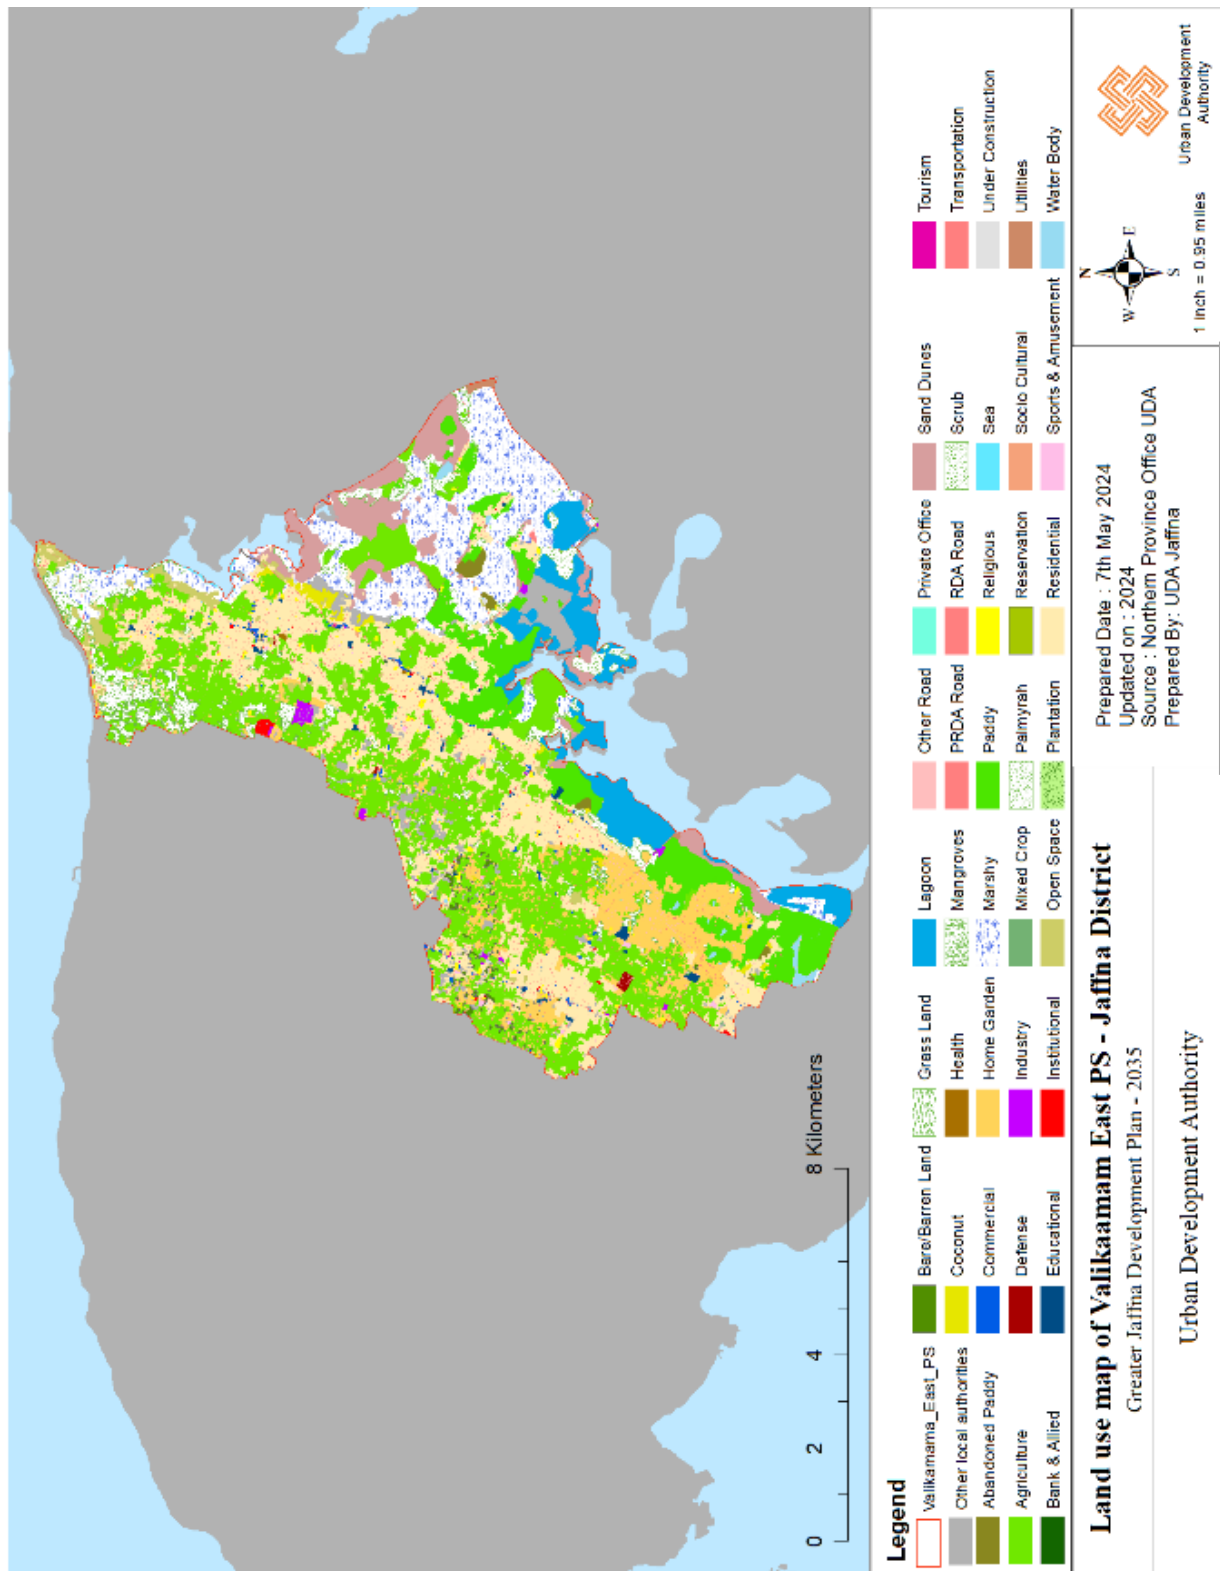 8 Kilometers
0
2
4
Legend
Valikamama_East_PS
Other local authorities
Abandoned Paddy
Agriculture
Bank & Allied
Bare/Barren Land
Coconut
Commercial
Defense
Educational
Grass Land
Health
Home Garden
Industry
Institutional
Lagoon
Mangroves
Marshy
Mixed Crop
Open Space
Other Road
PRDA Road
Paddy
Palmyrah
Plantation
Private Office
RDA Road
Religious
Reservation
Residential
Sand Dunes
Scrub
Sea
Socio Cultural
Sports & Amusement
Tourism
Transportation
Under Construction
Utilities
Water Body
Land use map of Valikaamam East PS - Jaffna District
Greater Jaffna Development Plan - 2035
Urban Development Authority
Prepared Date : 7th May 2024
Updated on : 2024
Source : Northern Province Office UDA
Prepared By: UDA Jaffna
N
W
E
S
1 inch = 0.95 miles
Urban Development
Authority